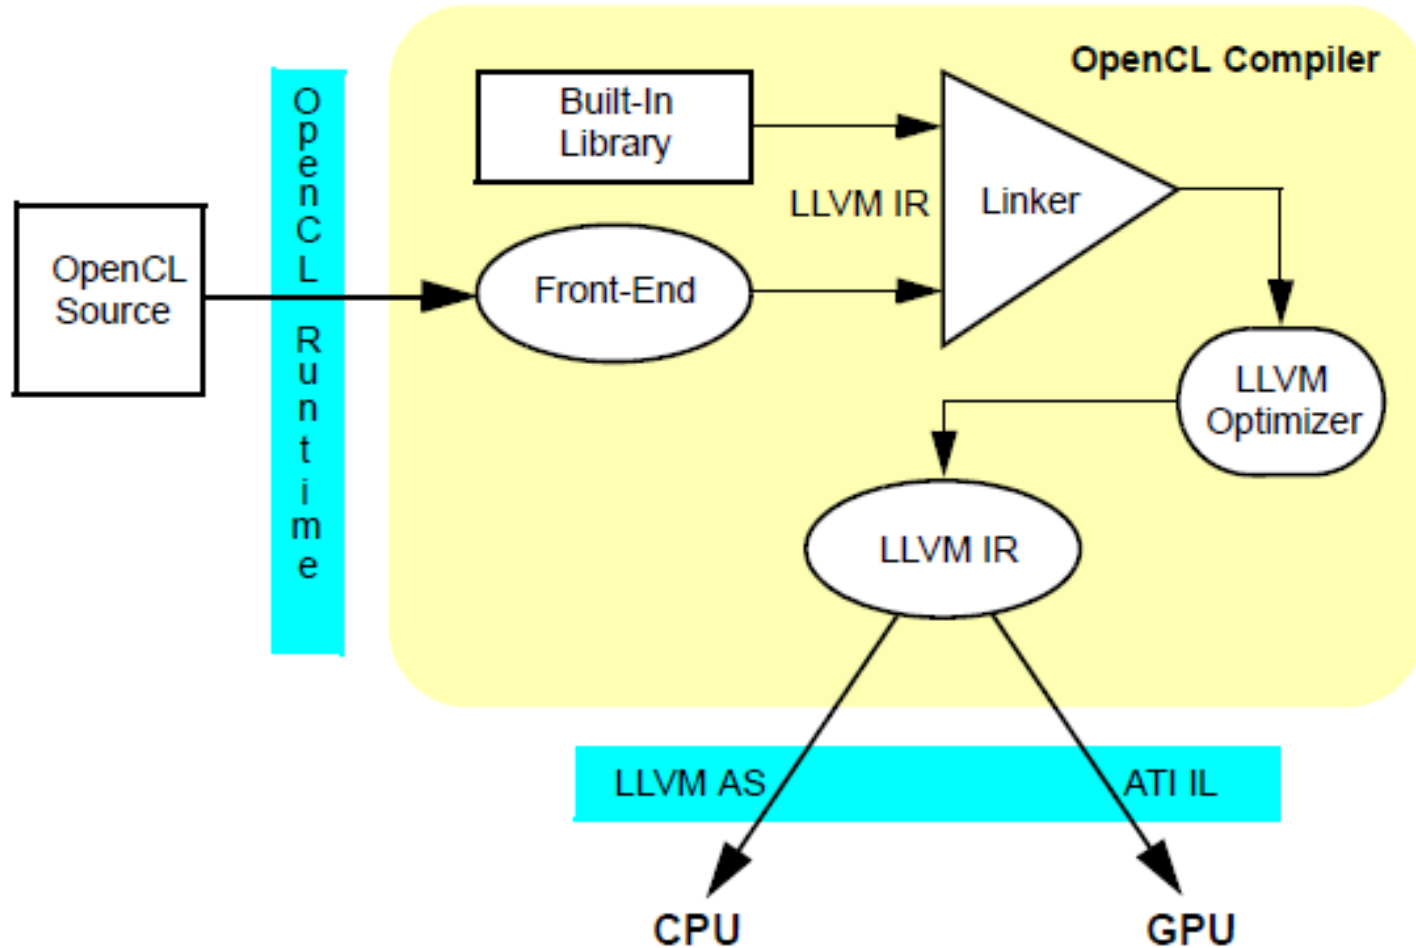 OpenCL Compiler
OpenCL Runtime
Built-In
Library
LLVM IR
Linker
OpenCL
Source
Front-End
LLVM
Optimizer
LLVM IR
LLVM AS
ATI IL
CPU
GPU